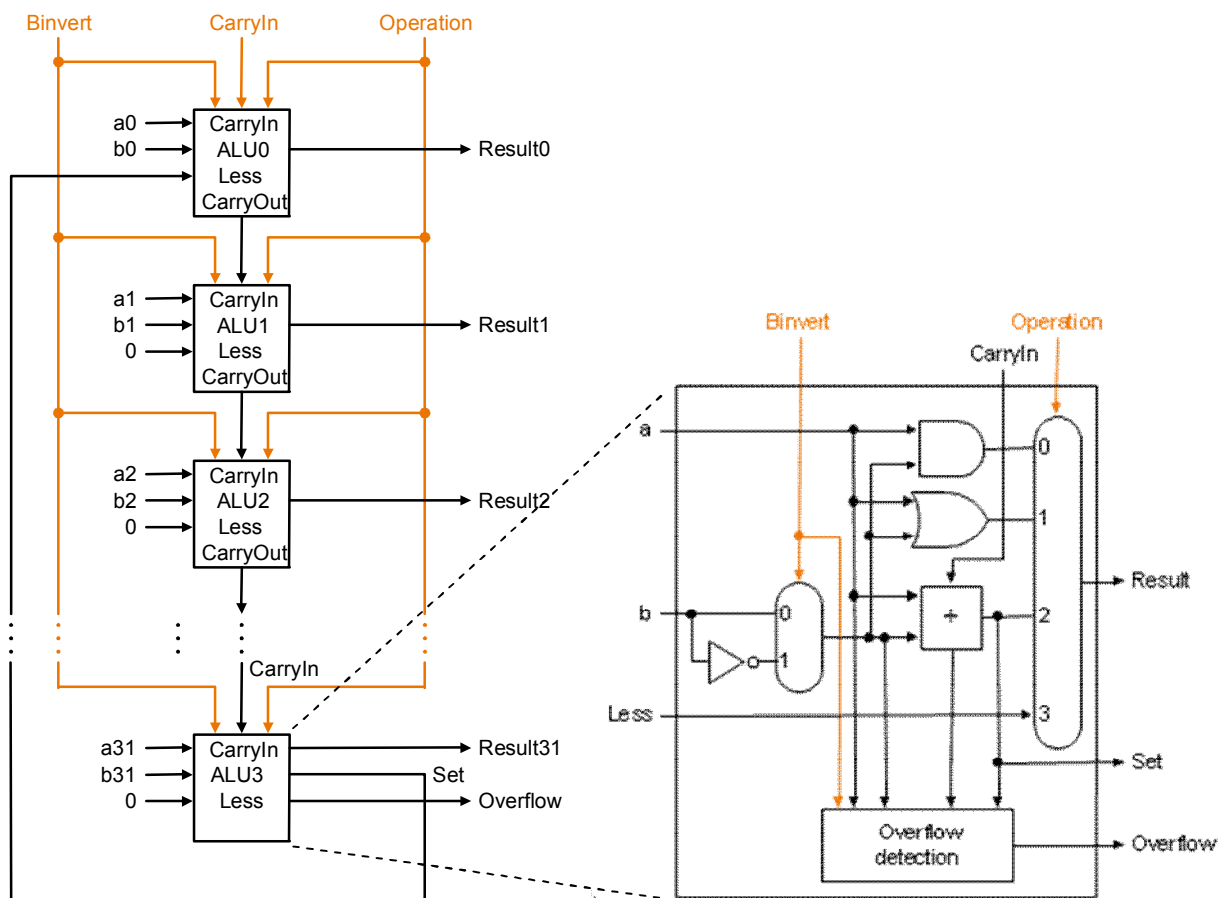 Binvert CarryIn Operation
a0 CarryIn
b0 ALU0 Result0
Less
CarryOut
a1 CarryIn
b1 ALU1 Result1
0 Less
CarryOut
a2 CarryIn
b2 ALU2 Result2
0 Less
CarryOut
CarryIn
a31 CarryIn Result31
b31 ALU3 Set
0 Less Overflow
Binvert Operation
CarryIn
a
0
1
b 0
+ 2
1
Result
Less 3
Set
Overflow
detection
Overflow